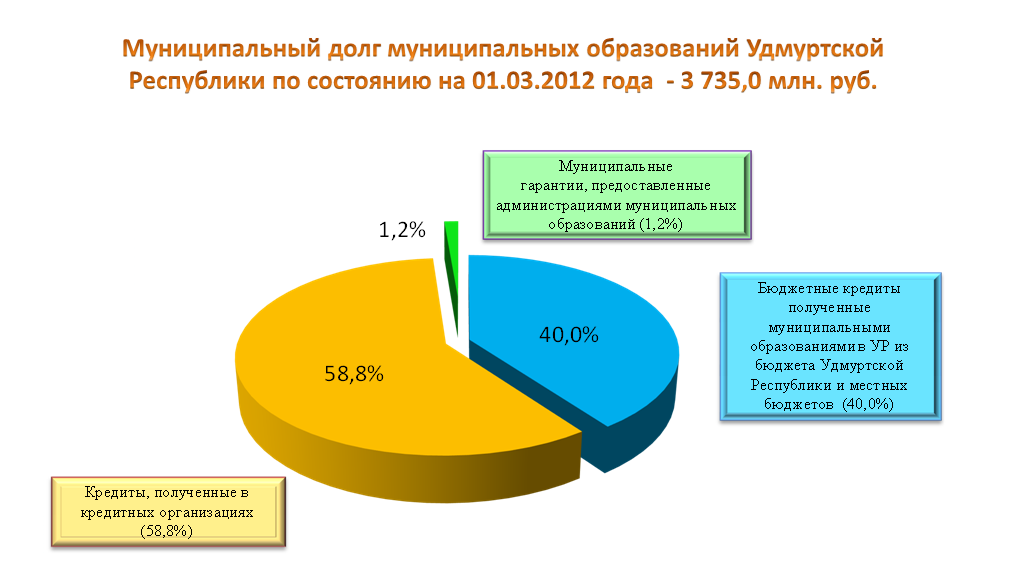 Муниципальный долг муниципальных образований Удмуртской
Республики по состоянию на 01.03.2012 года - 3 735,0 млн. руб.
Муниципальные
гарантии, предоставленные
администрациями муниципальных
образований (1,2%)
1,2%
Бюджетные кредиты
полученные
муниципальными
образованиями в УР из
бюджета Удмуртской
Республики и местных
бюджетов (40,0%)
40,0%
58,8%
Кредиты, полученные в
кредитных организациях
(58,8%)